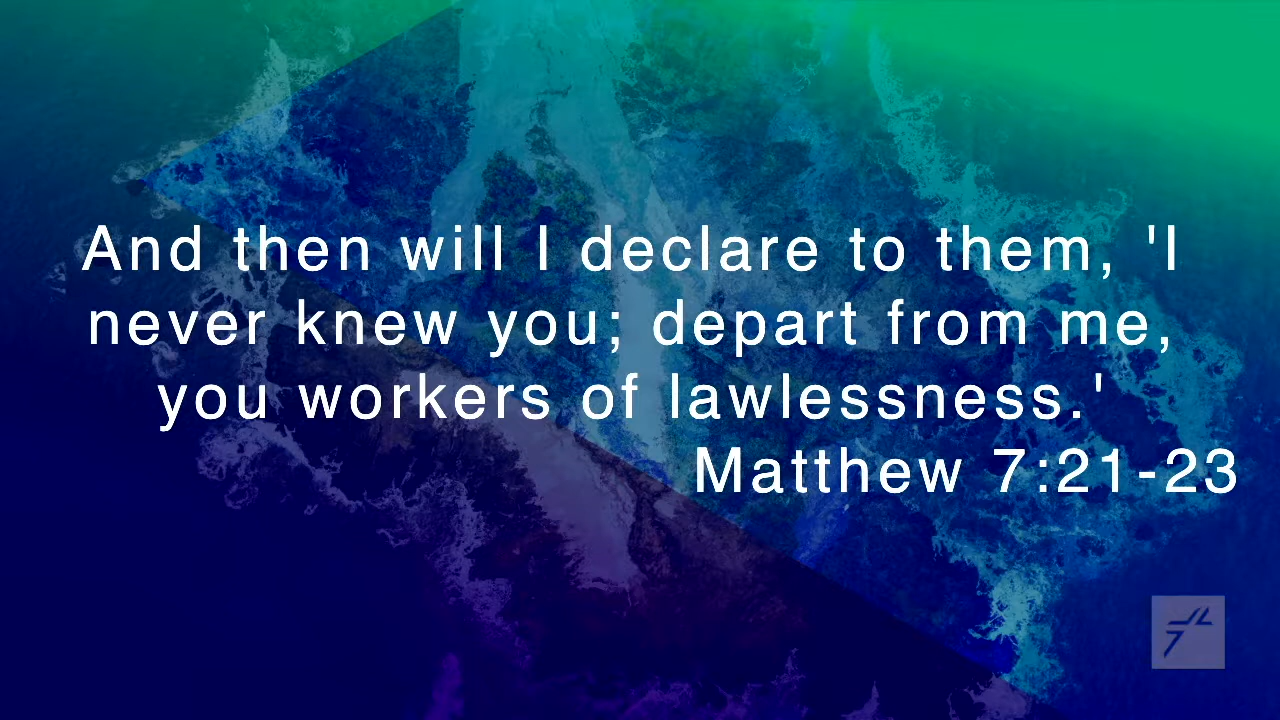 And then will I declare to them, 'I
never knew you; depart from me,
you workers of lawlessness.'
Matthew 7:21-23